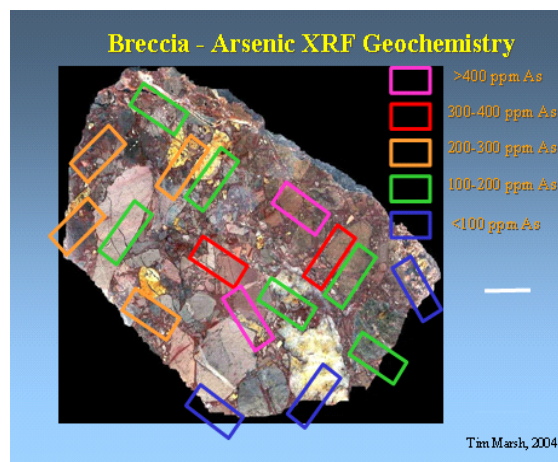 Breccia - Arsenic XRF Geochemistry
>400 ppm As
300-400 ppm As
200-300 ppm As
100-200 ppm As
<100 ppm As
Tim Marsh, 2004